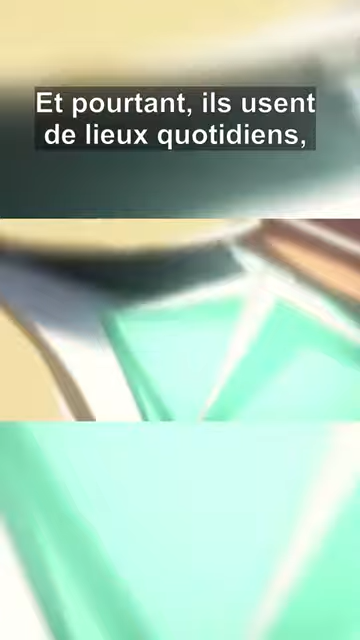 Et pourtant, ils usent
de lieux quotidiens,